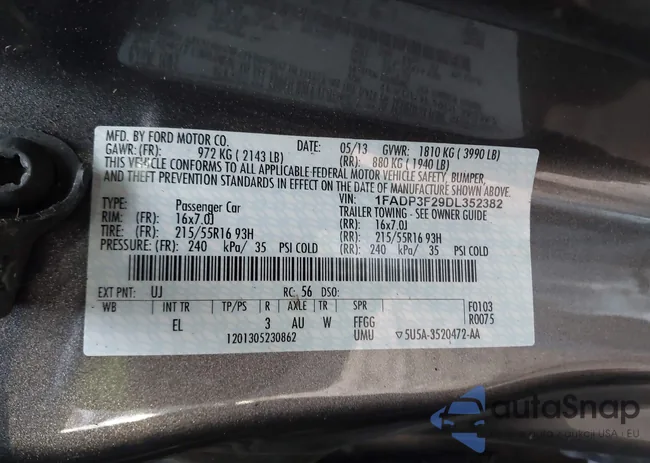 MFD. BY FORD MOTOR CO. DATE: 05/13 GVWR: 1810 KG (3990 LB)
GAWR: (FR): 972 KG (2143 LB) (RR): 880 KG (1940 LB)
THIS VEHICLE CONFORMS TO ALL APPLICABLE FEDERAL MOTOR VEHICLE SAFETY, BUMPER,
AND THEFT PREVENTION STANDARDS IN EFFECT ON THE DATE OF MANUFACTURE SHOWN ABOVE.
VIN: 1FADP3F29DL352382
TYPE: Passenger Car TRAILER TOWING - SEE OWNER GUIDE
RIM: (FR): 16x7.0J (RR): 16x7.0J
TIRE: (FR): 215/55R16 93H (RR): 215/55R16 93H
PRESSURE: (FR): 240 kPa/ 35 PSI COLD (RR): 240 kPa/ 35 PSI COLD
EXT PNT: UJ RC: 56 DSO:
WB INT TR TP/PS R AXLE TR SPR F0103
EL 3 AU W FFGG R0075
1201305230862 UMU ▽5U5A-3520472-AA
autoSnap
USA - EU